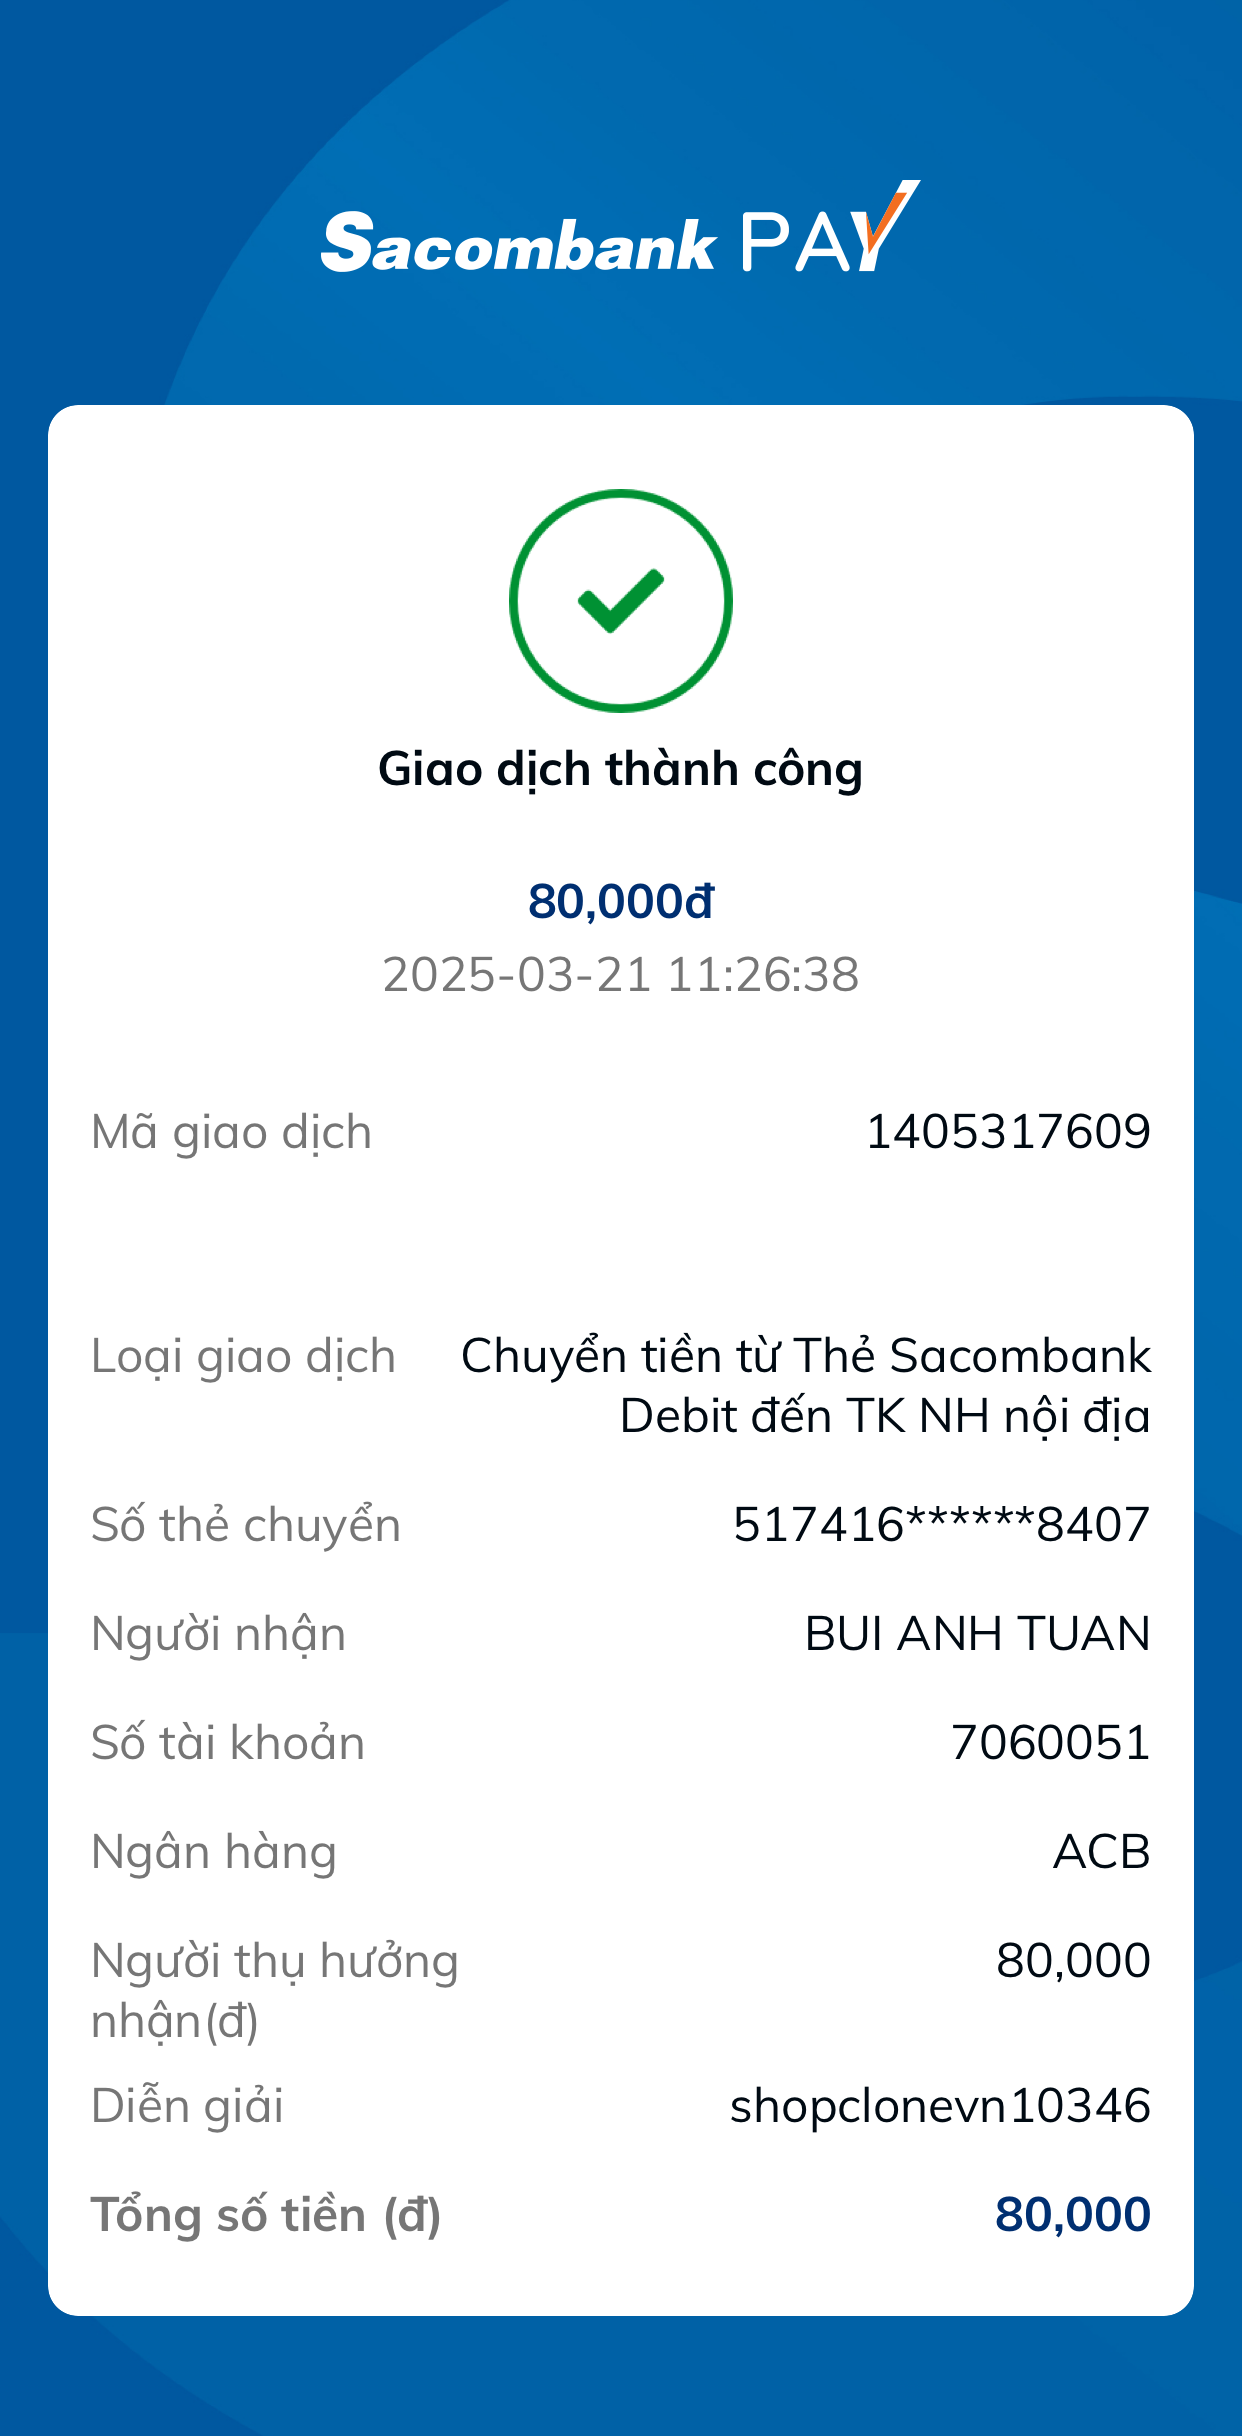 Sacombank PAY
Giao dịch thành công
80,000đ
2025-03-21 11:26:38
Mã giao dịch 1405317609
Loại giao dịch Chuyển tiền từ Thẻ Sacombank
Debit đến TK NH nội địa
Số thẻ chuyển 517416******8407
Người nhận BUI ANH TUAN
Số tài khoản 7060051
Ngân hàng ACB
Người thụ hưởng 80,000
nhận(đ)
Diễn giải shopclonevn10346
Tổng số tiền (đ) 80,000